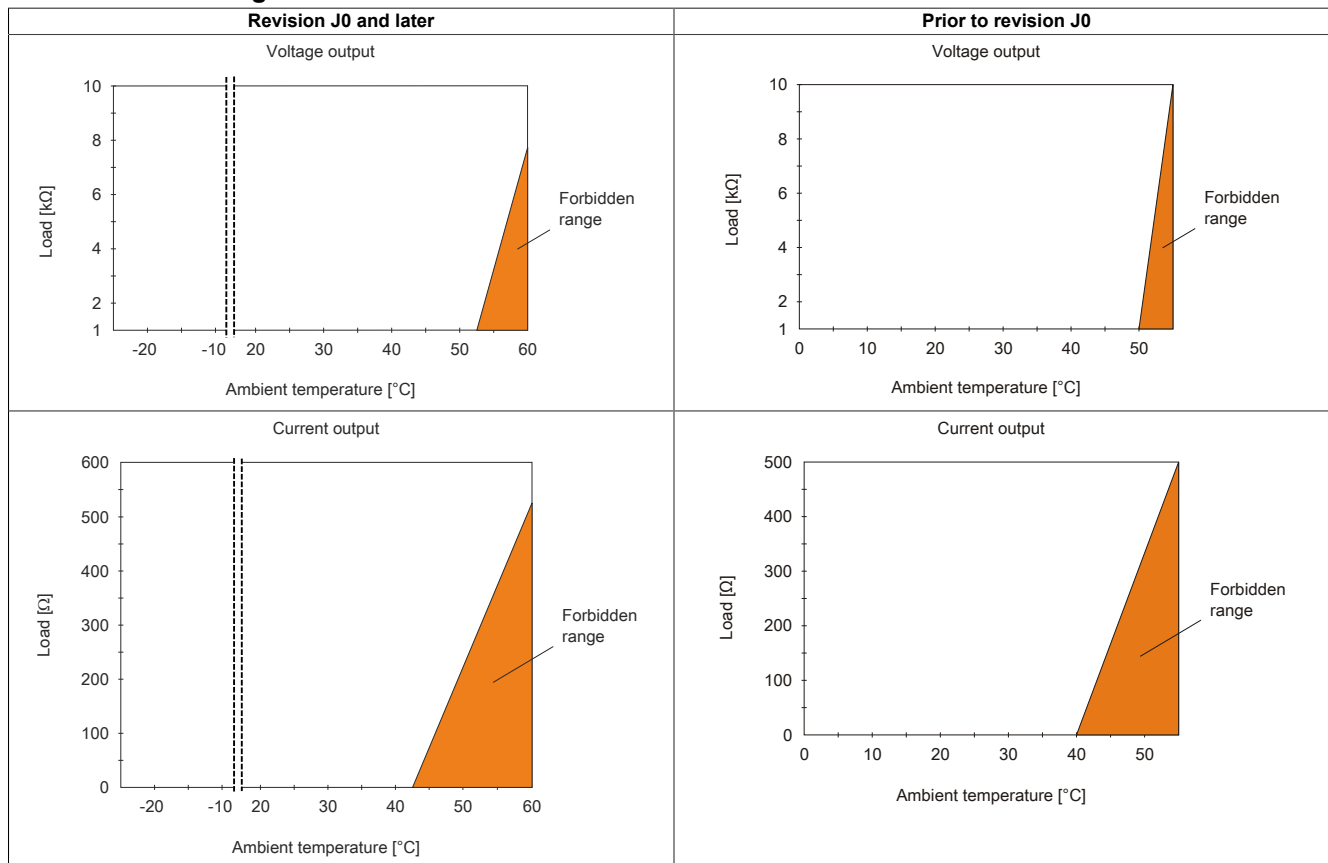 Revision J0 and later
Prior to revision J0
Voltage output
10
8
6
4
2
1
Load [kΩ]
-20 -10 20 30 40 50 60
Ambient temperature [°C]
Forbidden
range
Voltage output
10
8
6
4
2
1
Load [kΩ]
0 10 20 30 40 50
Ambient temperature [°C]
Forbidden
range
Current output
600
500
400
300
200
100
0
Load [Ω]
-20 -10 20 30 40 50 60
Ambient temperature [°C]
Forbidden
range
Current output
500
400
300
200
100
0
Load [Ω]
0 10 20 30 40 50
Ambient temperature [°C]
Forbidden
range